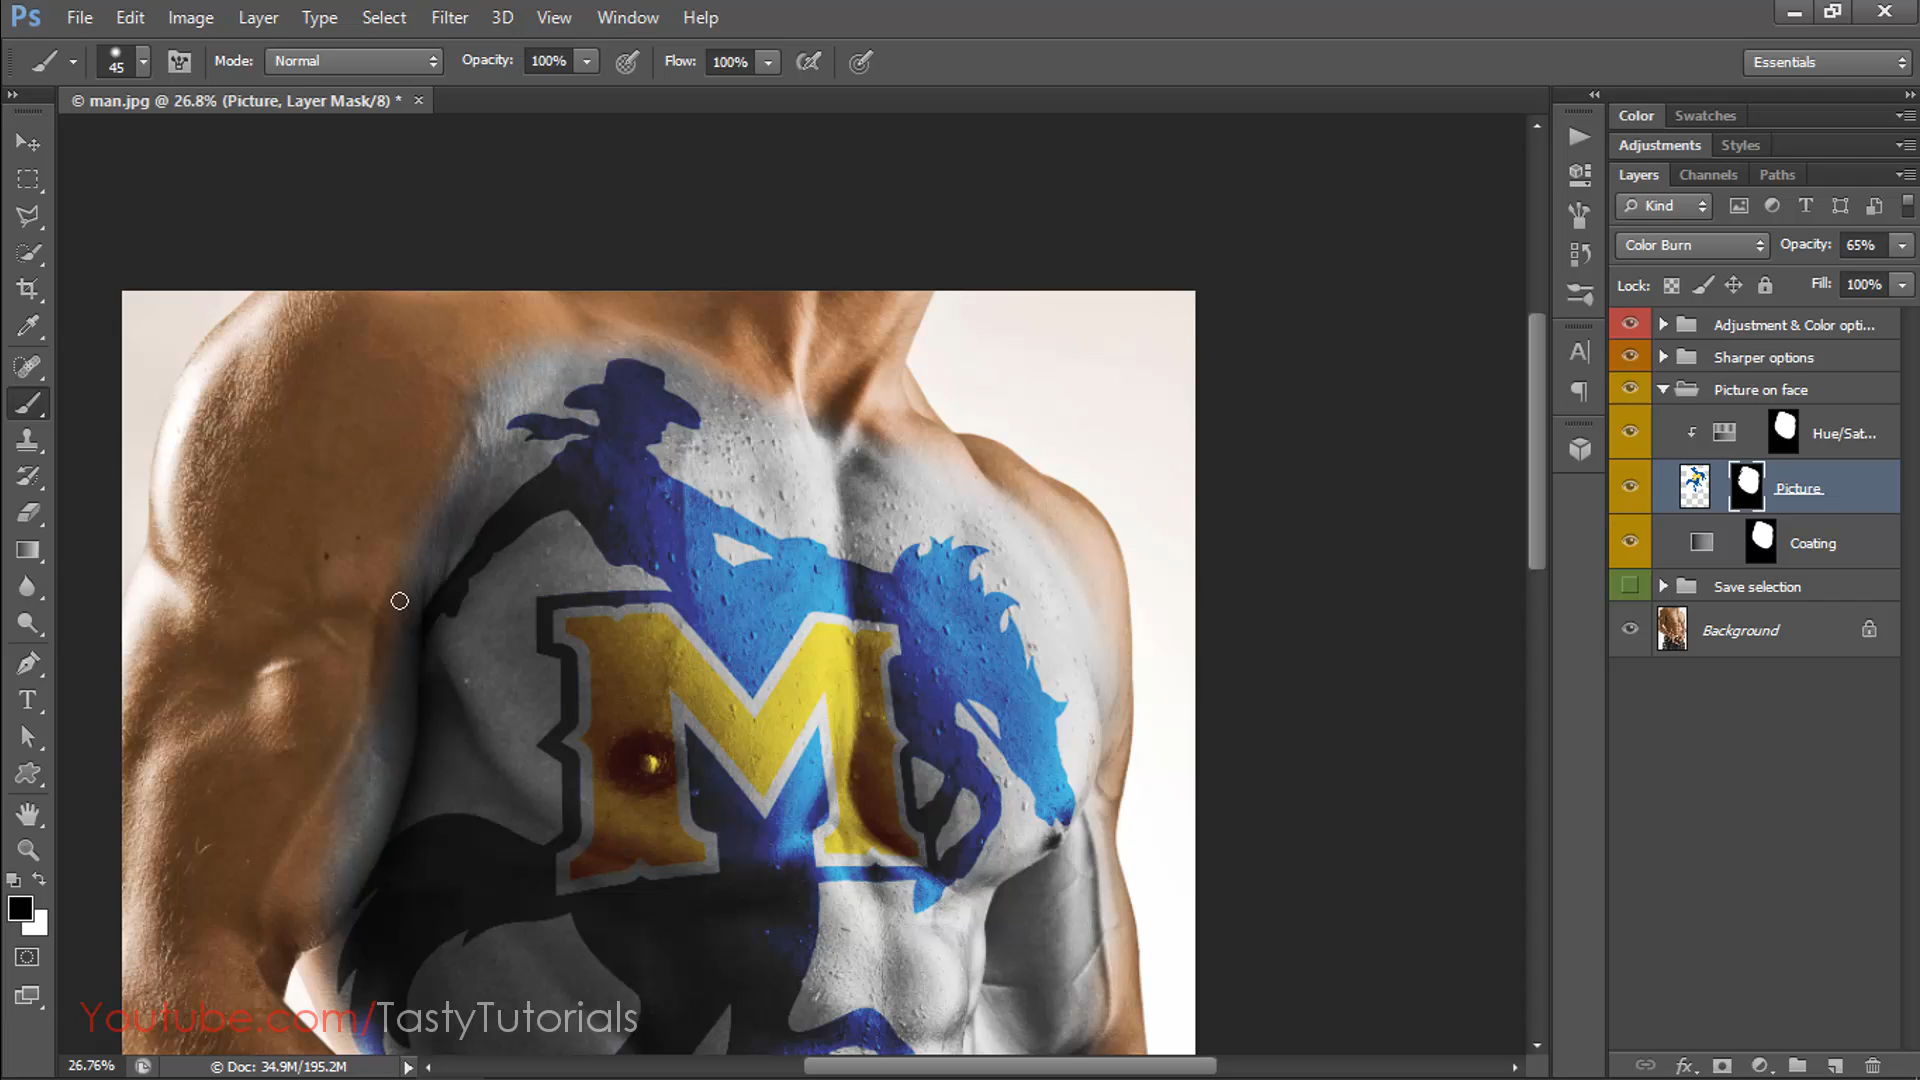 Ps File Edit Image Layer Type Select Filter 3D View Window Help
45 Mode: Normal Opacity: 100% Flow: 100% Essentials
© man.jpg @ 26.8% (Picture, Layer Mask/8) * ×
Color Swatches
Adjustments Styles
Layers Channels Paths
Kind
Color Burn Opacity: 65%
Lock: Fill: 100%
Adjustment & Color opti...
Sharper options
Picture on face
Hue/Sat...
Picture
Coating
Save selection
Background
M
Youtube.com/TastyTutorials
26.76% © Doc: 34.9M/195.2M